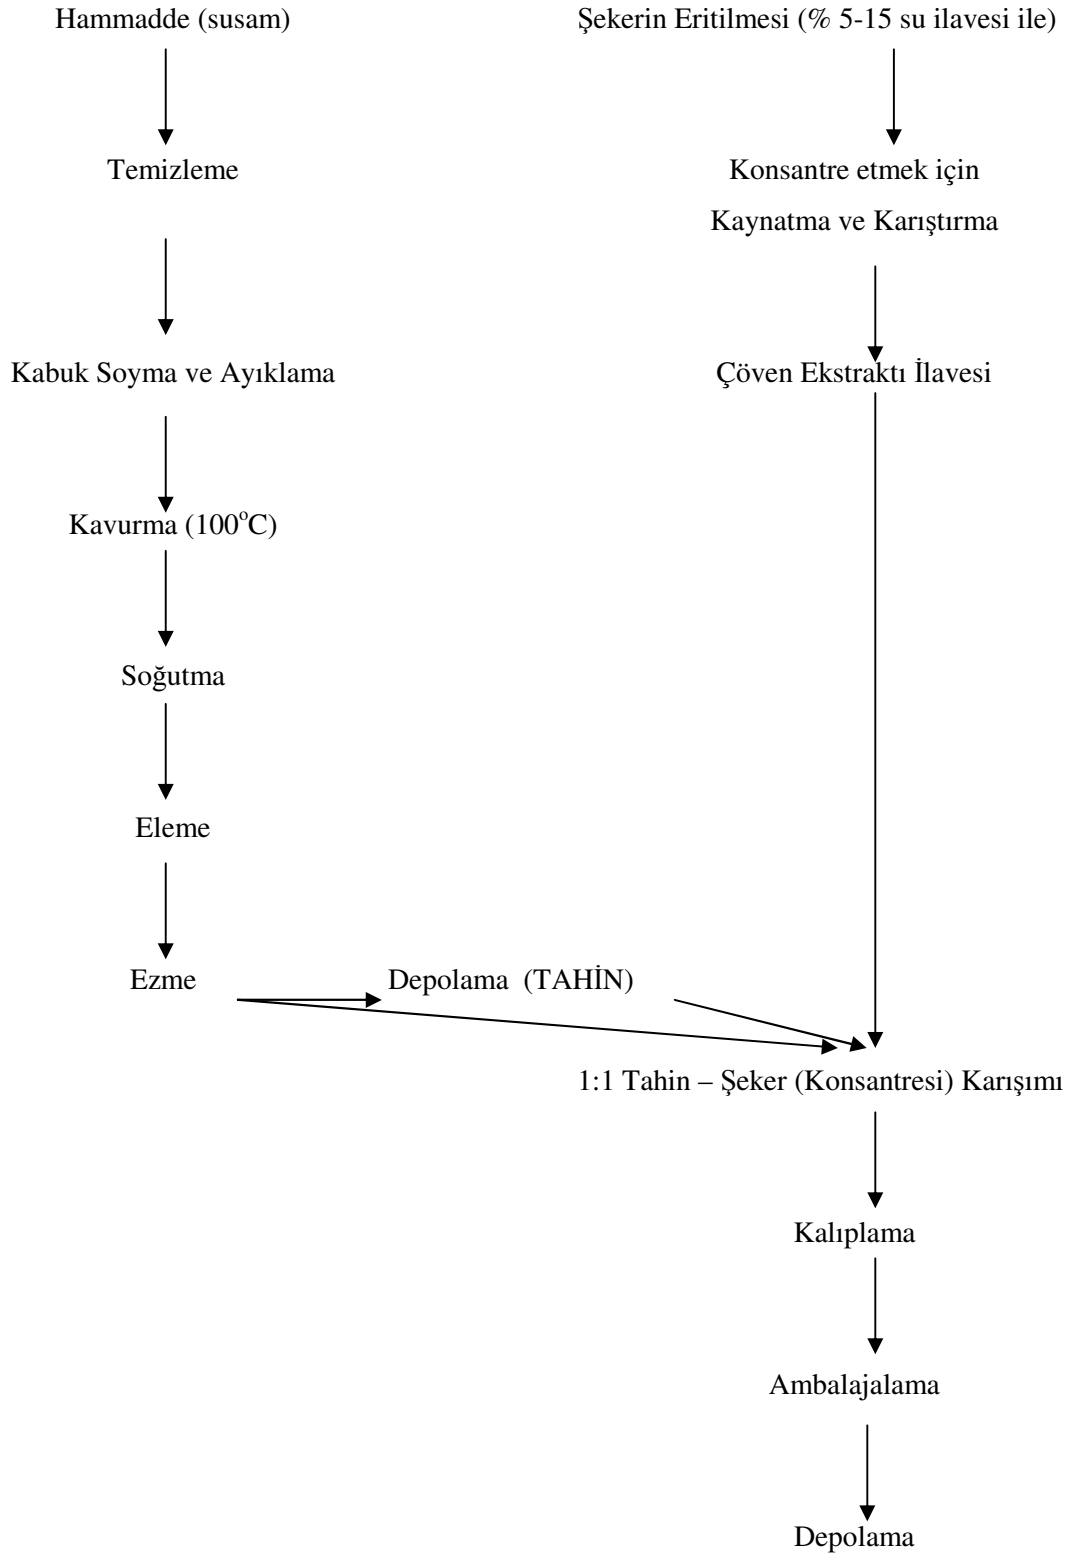 Hammadde (susam)
Şekerin Eritilmesi (% 5-15 su ilavesi ile)
Temizleme
Konsantre etmek için
Kaynatma ve Karıştırma
Kabuk Soyma ve Ayıklama
Çöven Ekstraktı İlavesi
Kavurma (100°C)
Soğutma
Eleme
Ezme
Depolama (TAHİN)
1:1 Tahin – Şeker (Konsantresi) Karışımı
Kalıplama
Ambalajalama
Depolama